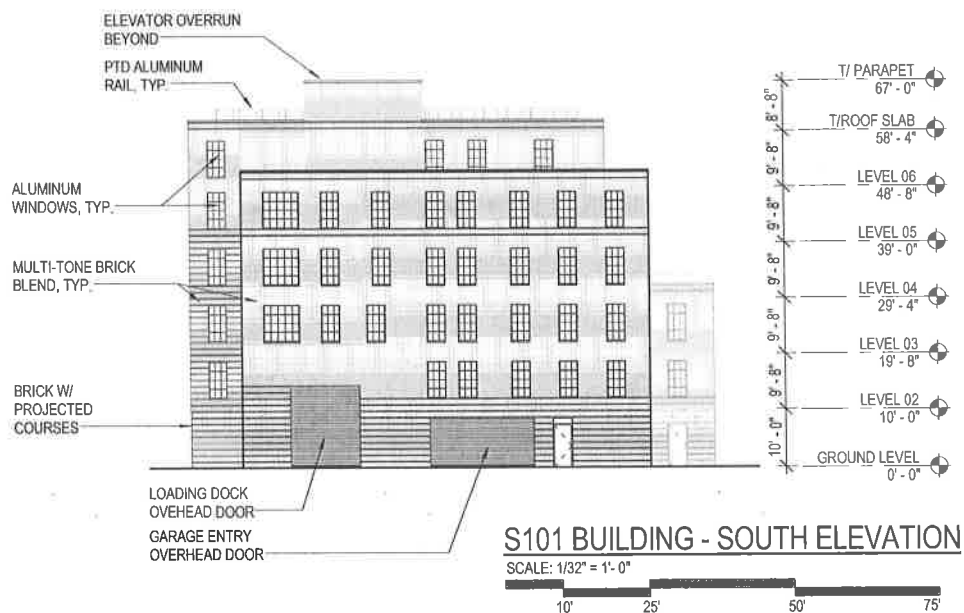 ELEVATOR OVERRUN
BEYOND
PTD ALUMINUM
RAIL, TYP.
ALUMINUM
WINDOWS, TYP.
MULTI-TONE BRICK
BLEND, TYP.
BRICK W/
PROJECTED
COURSES
LOADING DOCK
OVEHEAD DOOR
GARAGE ENTRY
OVERHEAD DOOR
T/ PARAPET
67' - 0"
8' - 8"
T/ROOF SLAB
58' - 4"
9' - 8"
LEVEL 06
48' - 8"
9' - 8"
LEVEL 05
39' - 0"
9' - 8"
LEVEL 04
29' - 4"
9' - 8"
LEVEL 03
19' - 8"
9' - 8"
LEVEL 02
10' - 0"
10' - 0"
GROUND LEVEL
0' - 0"
S101 BUILDING - SOUTH ELEVATION
SCALE: 1/32" = 1'- 0"
10'
25'
50'
75'